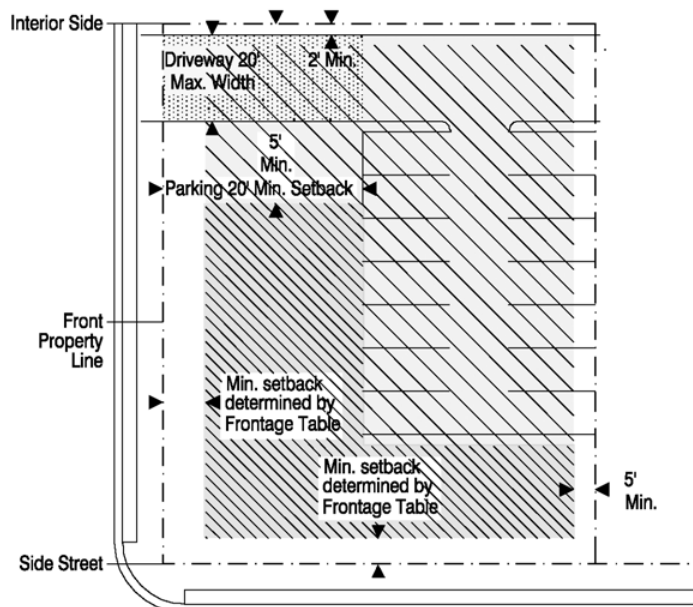 Interior Side
Driveway 20'
Max. Width
2' Min.
5'
Min.
Parking 20' Min. Setback
Front
Property
Line
Min. setback
determined by
Frontage Table
Min. setback
determined by
Frontage Table
5'
Min.
Side Street